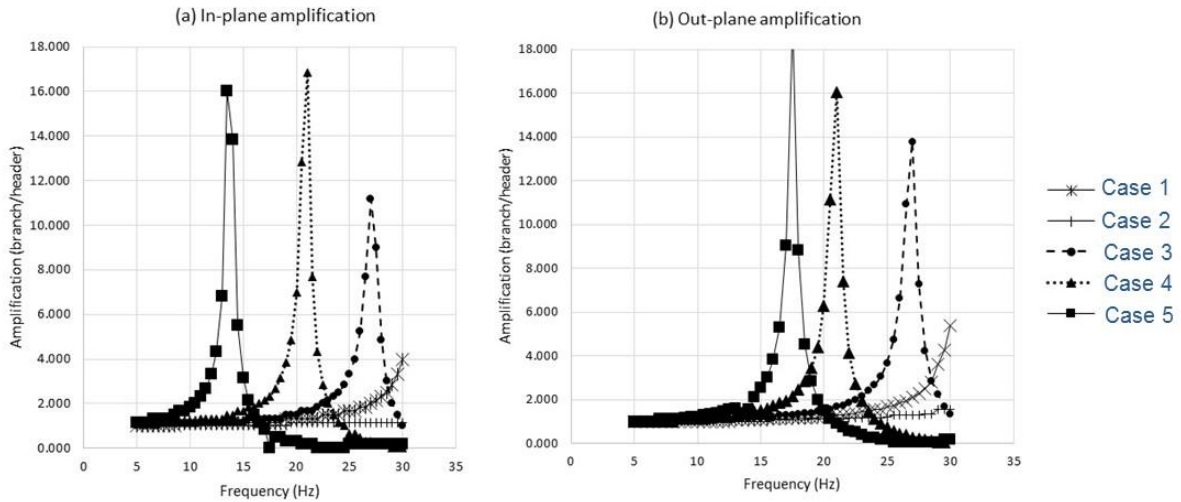 (a) In-plane amplification
18.000
16.000
14.000
12.000
10.000
8.000
6.000
4.000
2.000
0.000
Amplification (branch/header)
0 5 10 15 20 25 30 35
Frequency (Hz)
(b) Out-plane amplification
18.000
16.000
14.000
12.000
10.000
8.000
6.000
4.000
2.000
0.000
Amplification (branch/header)
0 5 10 15 20 25 30 35
Frequency (Hz)
Case 1
Case 2
Case 3
Case 4
Case 5